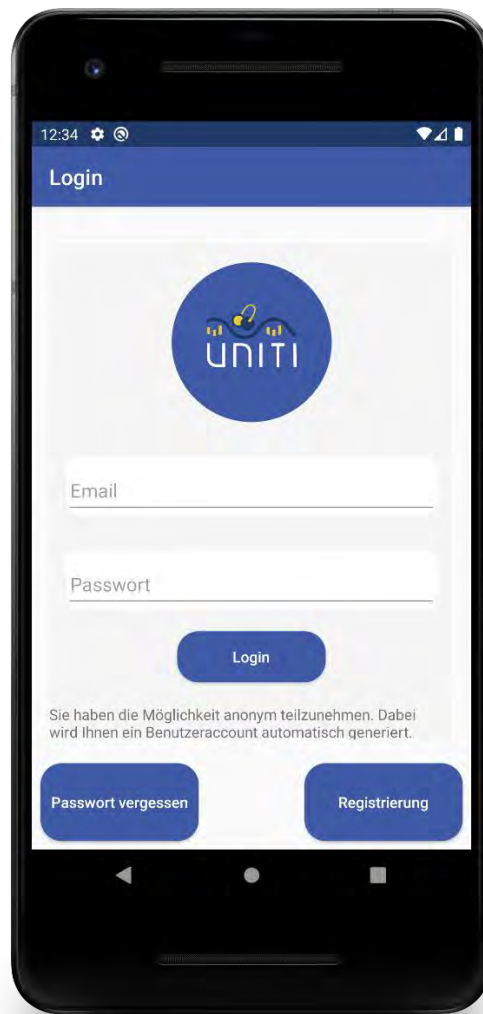 12:34
Login
UNITI
Email
Passwort
Login
Sie haben die Möglichkeit anonym teilzunehmen. Dabei
wird Ihnen ein Benutzeraccount automatisch generiert.
Passwort vergessen
Registrierung